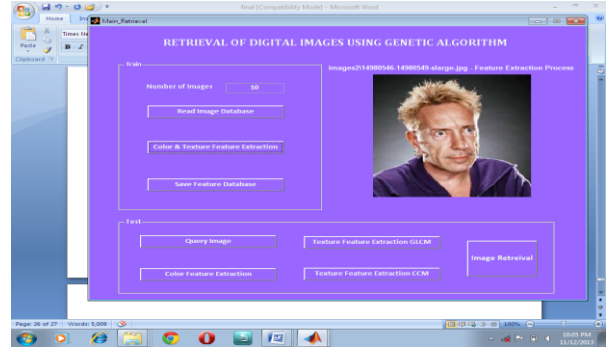 final [Compatibility Mode] - Microsoft Word
Home
Paste
Clipboard
Main_Retrieval
RETRIEVAL OF DIGITAL IMAGES USING GENETIC ALGORITHM
Train
Number of Images 10
Read Image Database
Color & Texture Feature Extraction
Save Feature Database
images2\14980546-14980549.slarge.jpg - Feature Extraction Process
Test
Query Image
Color Feature Extraction
Texture Feature Extraction GLCM
Texture Feature Extraction CCM
Image Retreival
Page: 26 of 27 Words: 5,009
100%
10:05 PM
11/12/2013